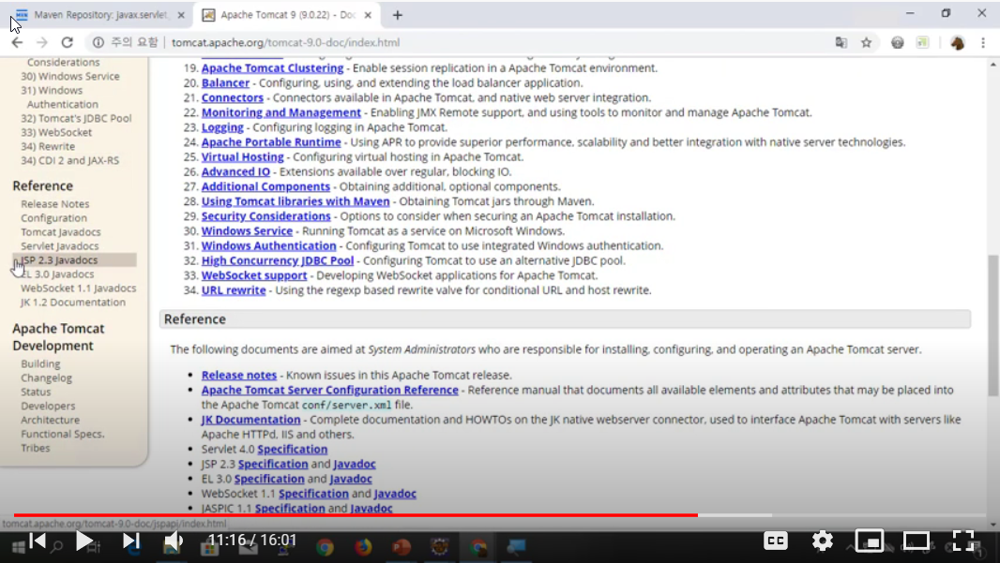 Maven Repository: javax.servlet
Apache Tomcat 9 (9.0.22) - Doc
주의 요함
tomcat.apache.org/tomcat-9.0-doc/index.html
Considerations
30) Windows Service
31) Windows
Authentication
32) Tomcat's JDBC Pool
33) WebSocket
34) Rewrite
34) CDI 2 and JAX-RS
Reference
Release Notes
Configuration
Tomcat Javadocs
Servlet Javadocs
JSP 2.3 Javadocs
EL 3.0 Javadocs
WebSocket 1.1 Javadocs
JK 1.2 Documentation
Apache Tomcat
Development
Building
Changelog
Status
Developers
Architecture
Functional Specs.
Tribes
19. Apache Tomcat Clustering - Enable session replication in a Apache Tomcat environment.
20. Balancer - Configuring, using, and extending the load balancer application.
21. Connectors - Connectors available in Apache Tomcat, and native web server integration.
22. Monitoring and Management - Enabling JMX Remote support, and using tools to monitor and manage Apache Tomcat.
23. Logging - Configuring logging in Apache Tomcat.
24. Apache Portable Runtime - Using APR to provide superior performance, scalability and better integration with native server technologies.
25. Virtual Hosting - Configuring virtual hosting in Apache Tomcat.
26. Advanced IO - Extensions available over regular, blocking IO.
27. Additional Components - Obtaining additional, optional components.
28. Using Tomcat libraries with Maven - Obtaining Tomcat jars through Maven.
29. Security Considerations - Options to consider when securing an Apache Tomcat installation.
30. Windows Service - Running Tomcat as a service on Microsoft Windows.
31. Windows Authentication - Configuring Tomcat to use integrated Windows authentication.
32. High Concurrency JDBC Pool - Configuring Tomcat to use an alternative JDBC pool.
33. WebSocket support - Developing WebSocket applications for Apache Tomcat.
34. URL rewrite - Using the regexp based rewrite valve for conditional URL and host rewrite.
Reference
The following documents are aimed at System Administrators who are responsible for installing, configuring, and operating an Apache Tomcat server.
• Release notes - Known issues in this Apache Tomcat release.
• Apache Tomcat Server Configuration Reference - Reference manual that documents all available elements and attributes that may be placed into
the Apache Tomcat conf/server.xml file.
• JK Documentation - Complete documentation and HOWTOs on the JK native webserver connector, used to interface Apache Tomcat with servers like
Apache HTTPd, IIS and others.
• Servlet 4.0 Specification
• JSP 2.3 Specification and Javadoc
• EL 3.0 Specification and Javadoc
• WebSocket 1.1 Specification and Javadoc
• JASPIC 1.1 Specification and Javadoc
tomcat.apache.org/tomcat-9.0-doc/jspapi/index.html
11:16 / 16:01
CC